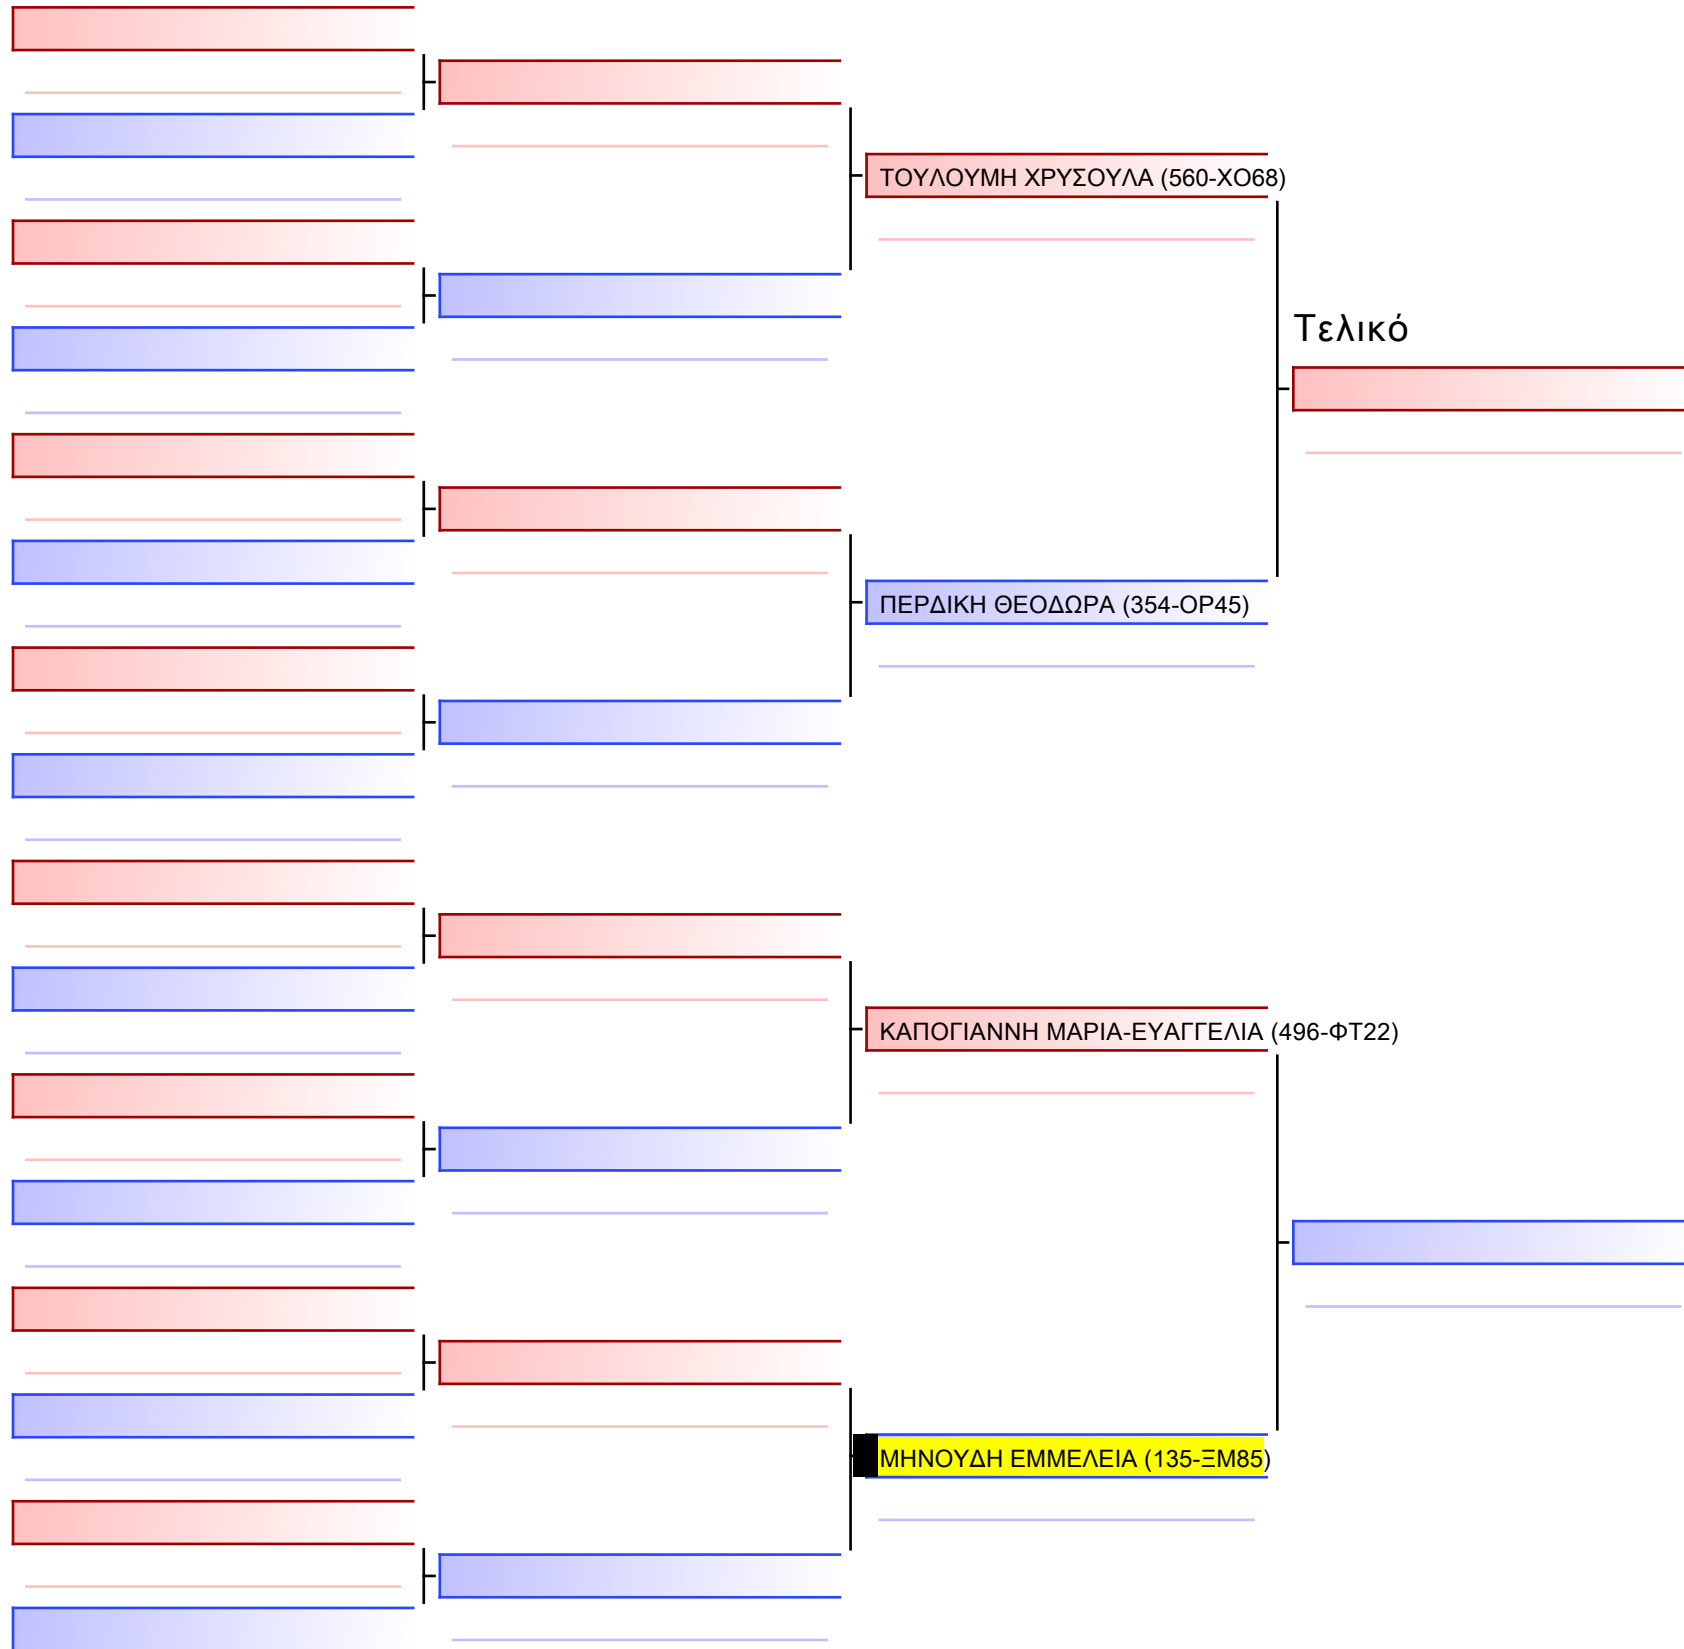 ΤΟΥΛΟΥΜΗ ΧΡΥΣΟΥΛΑ (560-ΧΟ68)
Τελικό
ΠΕΡΔΙΚΗ ΘΕΟΔΩΡΑ (354-ΟΡ45)
ΚΑΠΟΓΙΑΝΝΗ ΜΑΡΙΑ-ΕΥΑΓΓΕΛΙΑ (496-ΦΤ22)
ΜΗΝΟΥΔΗ ΕΜΜΕΛΕΙΑ (135-ΞΜ85)